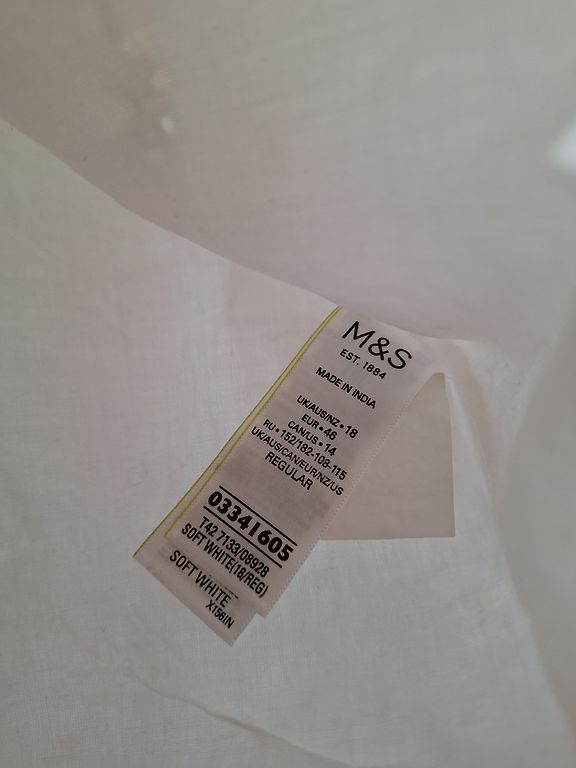 M&S
EST. 1884
MADE IN INDIA
UK/AUS/NZ • 18
EUR • 46
CAN/US • 14
RU • 152/182-108-115
UK/AUS/CAN/EUR/NZ/US
REGULAR
03341605
T42 7133/08928
SOFT WHITE(18/REG)
SOFT WHITE
X156IN